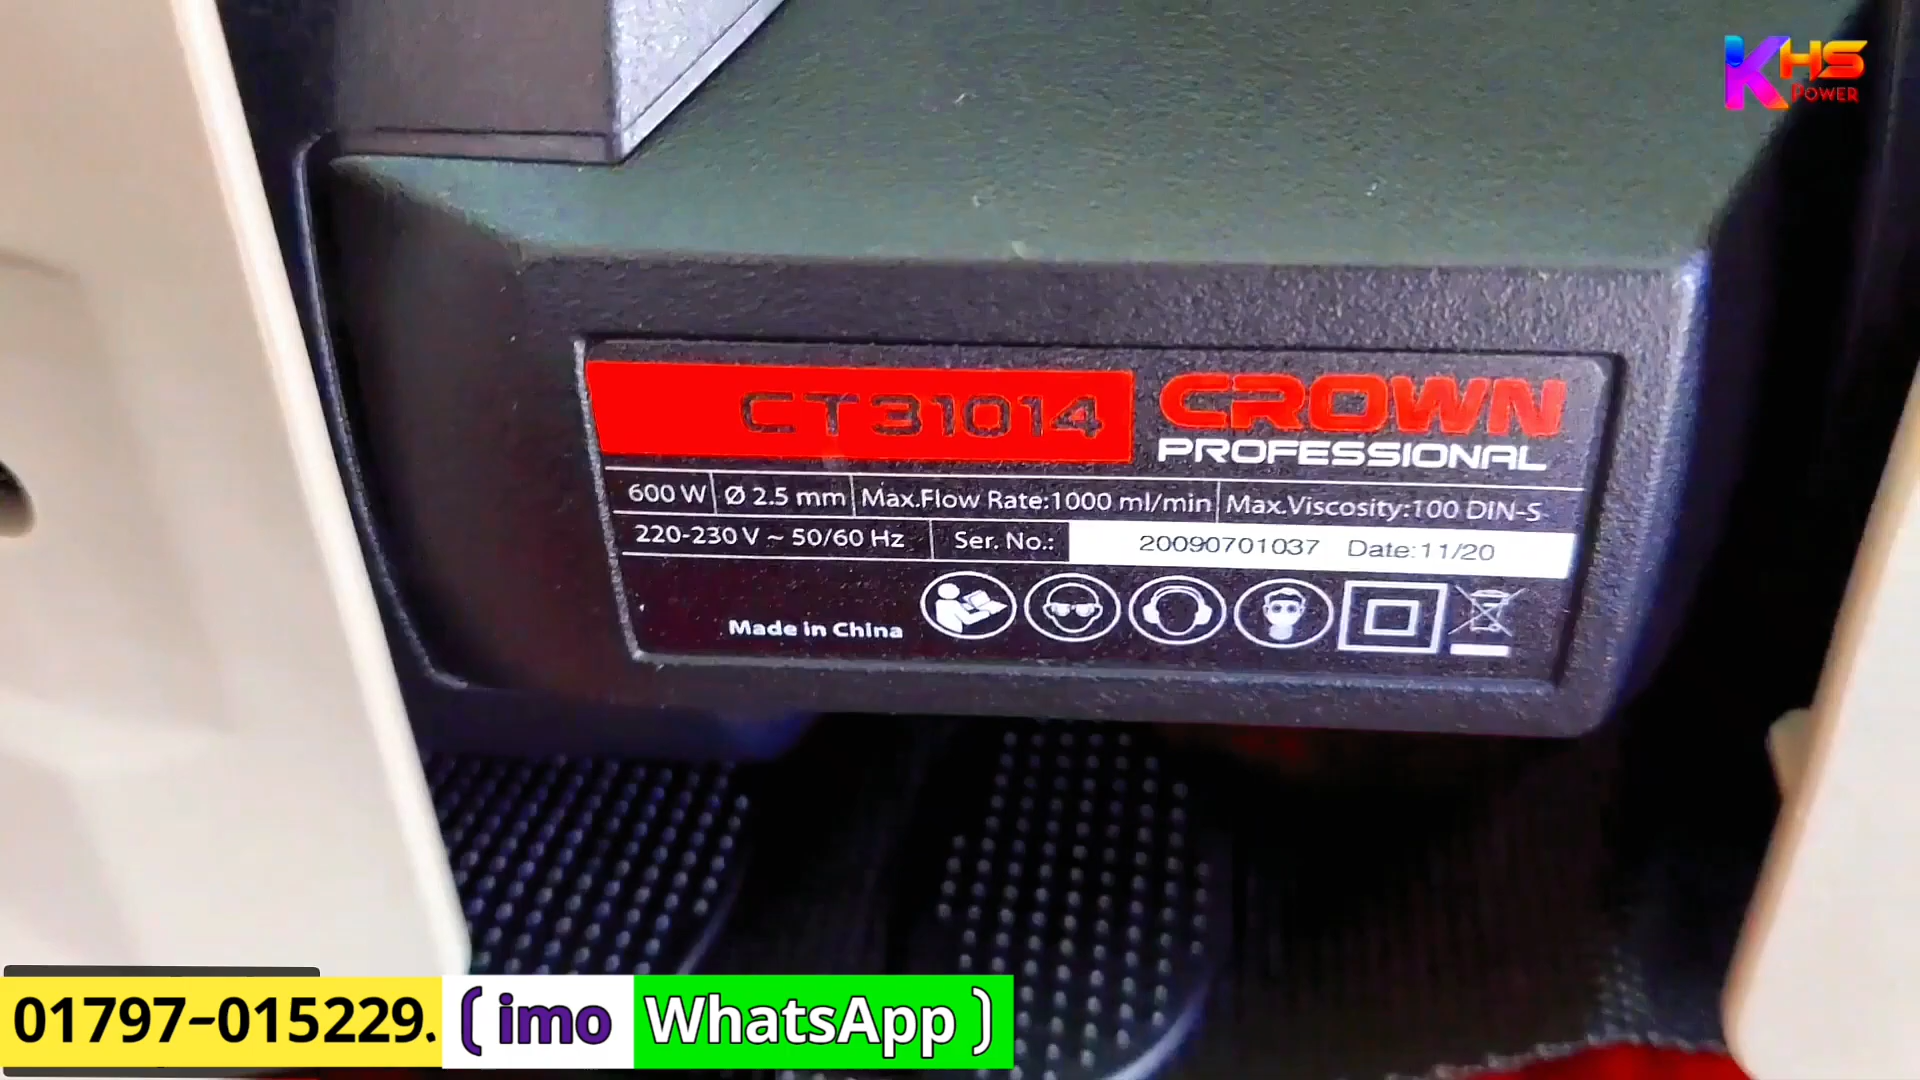 KHS
POWER
CT31014
CROWN
PROFESSIONAL
600 W Ø 2.5 mm Max.Flow Rate:1000 ml/min Max.Viscosity:100 DIN-S
220-230 V ~ 50/60 Hz Ser. No.: 20090701037 Date:11/20
Made in China
01797-015229. ( imo WhatsApp )